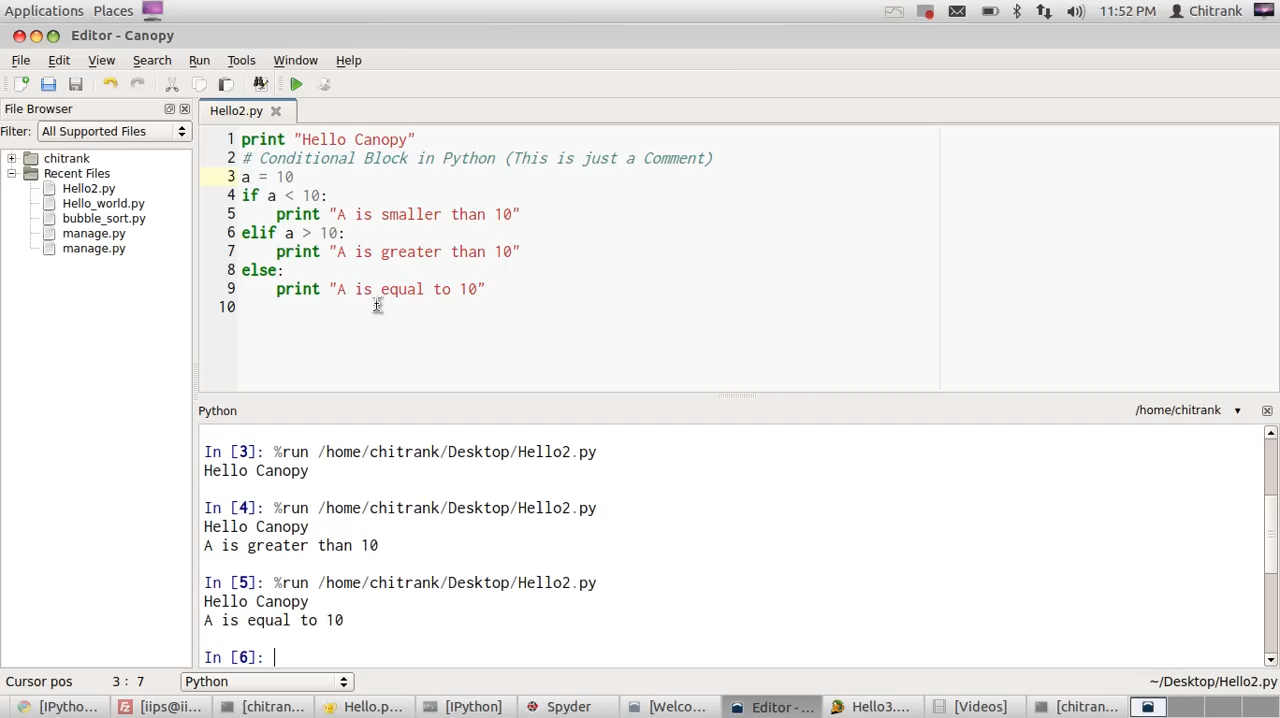 Applications Places 11:52 PM Chitrank
Editor - Canopy
File Edit View Search Run Tools Window Help
File Browser
Filter: All Supported Files
chitrank
Recent Files
Hello2.py
Hello_world.py
bubble_sort.py
manage.py
manage.py
Hello2.py
1 print "Hello Canopy"
2 # Conditional Block in Python (This is just a Comment)
3 a = 10
4 if a < 10:
5 print "A is smaller than 10"
6 elif a > 10:
7 print "A is greater than 10"
8 else:
9 print "A is equal to 10"
10
Python /home/chitrank
In [3]: %run /home/chitrank/Desktop/Hello2.py
Hello Canopy
In [4]: %run /home/chitrank/Desktop/Hello2.py
Hello Canopy
A is greater than 10
In [5]: %run /home/chitrank/Desktop/Hello2.py
Hello Canopy
A is equal to 10
In [6]:
Cursor pos 3 : 7 Python ~/Desktop/Hello2.py
[IPytho... [iips@ii... [chitran... Hello.p... [IPython] Spyder [Welco... Editor - ... Hello3.... [Videos] [chitran...